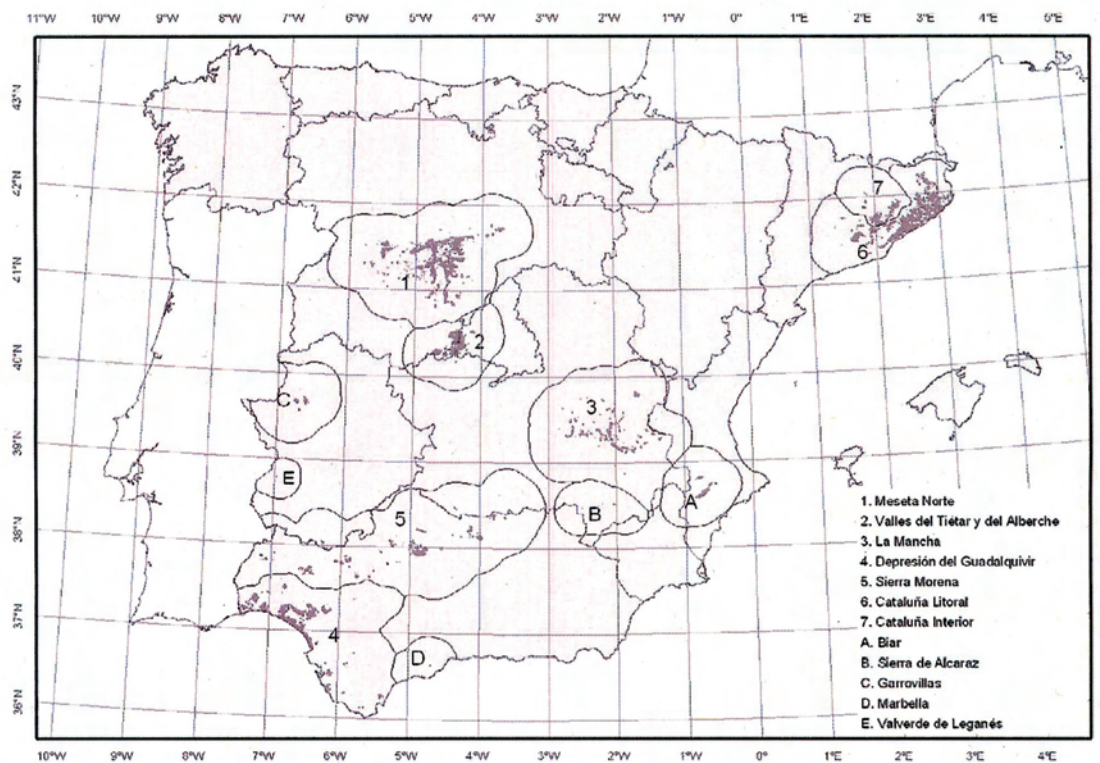 11°W 10°W 9°W 8°W 7°W 6°W 5°W 4°W 3°W 2°W 1°W 0° 1°E 2°E 3°E 4°E 5°E
43°N
42°N
41°N
40°N
39°N
38°N
37°N
36°N
43°N
42°N
41°N
40°N
7
6
1
2
C
3
E
A
B
5
4
D
1. Meseta Norte
2. Valles del Tiétar y del Alberche
3. La Mancha
4. Depresión del Guadalquivir
5. Sierra Morena
6. Cataluña Litoral
7. Cataluña Interior
A. Biar
B. Sierra de Alcaraz
C. Garrovillas
D. Marbella
E. Valverde de Leganés
10°W 9°W 8°W 7°W 6°W 5°W 4°W 3°W 2°W 1°W 0° 1°E 2°E 3°E 4°E